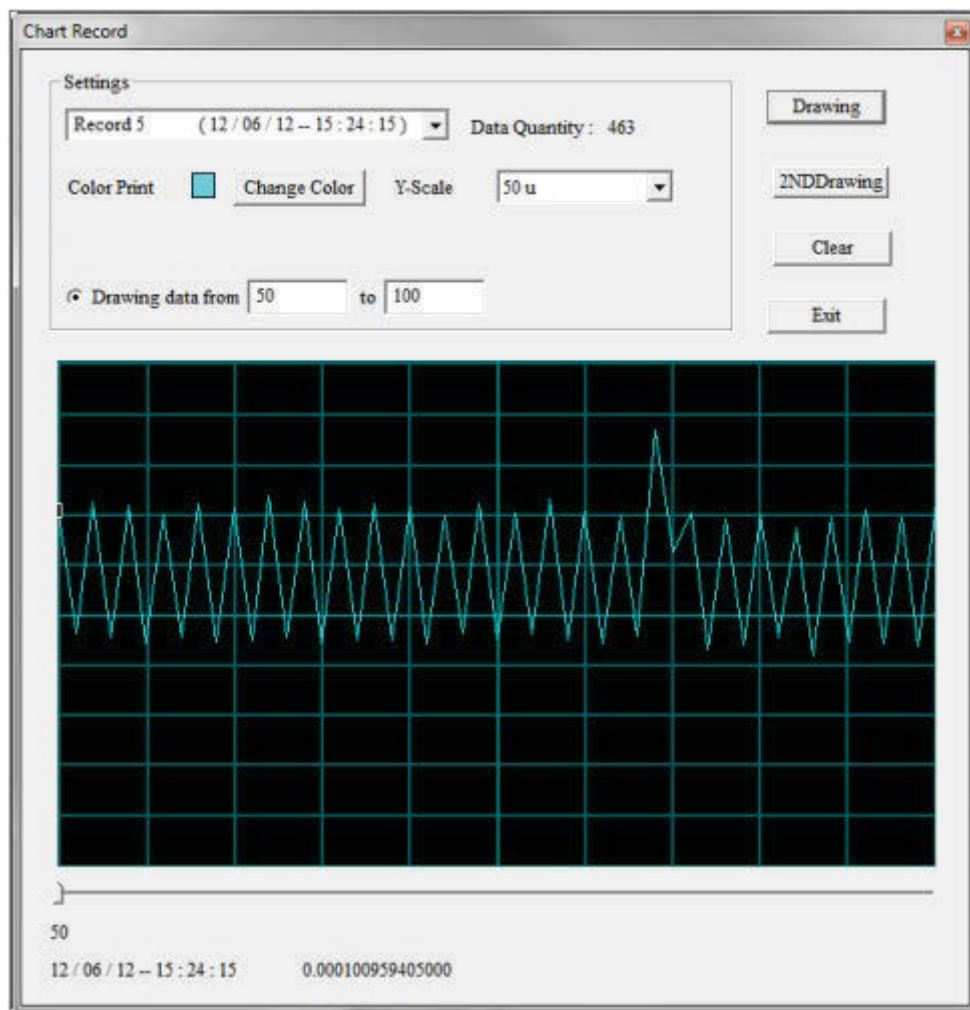 Chart Record
Settings
Record 5 ( 12 / 06 / 12 -- 15 : 24 : 15 ) Data Quantity : 463
Drawing
Color Print Change Color Y-Scale 50 u
2NDDrawing
Clear
Drawing data from 50 to 100
Exit
50
12 / 06 / 12 -- 15 : 24 : 15 0.000100959405000